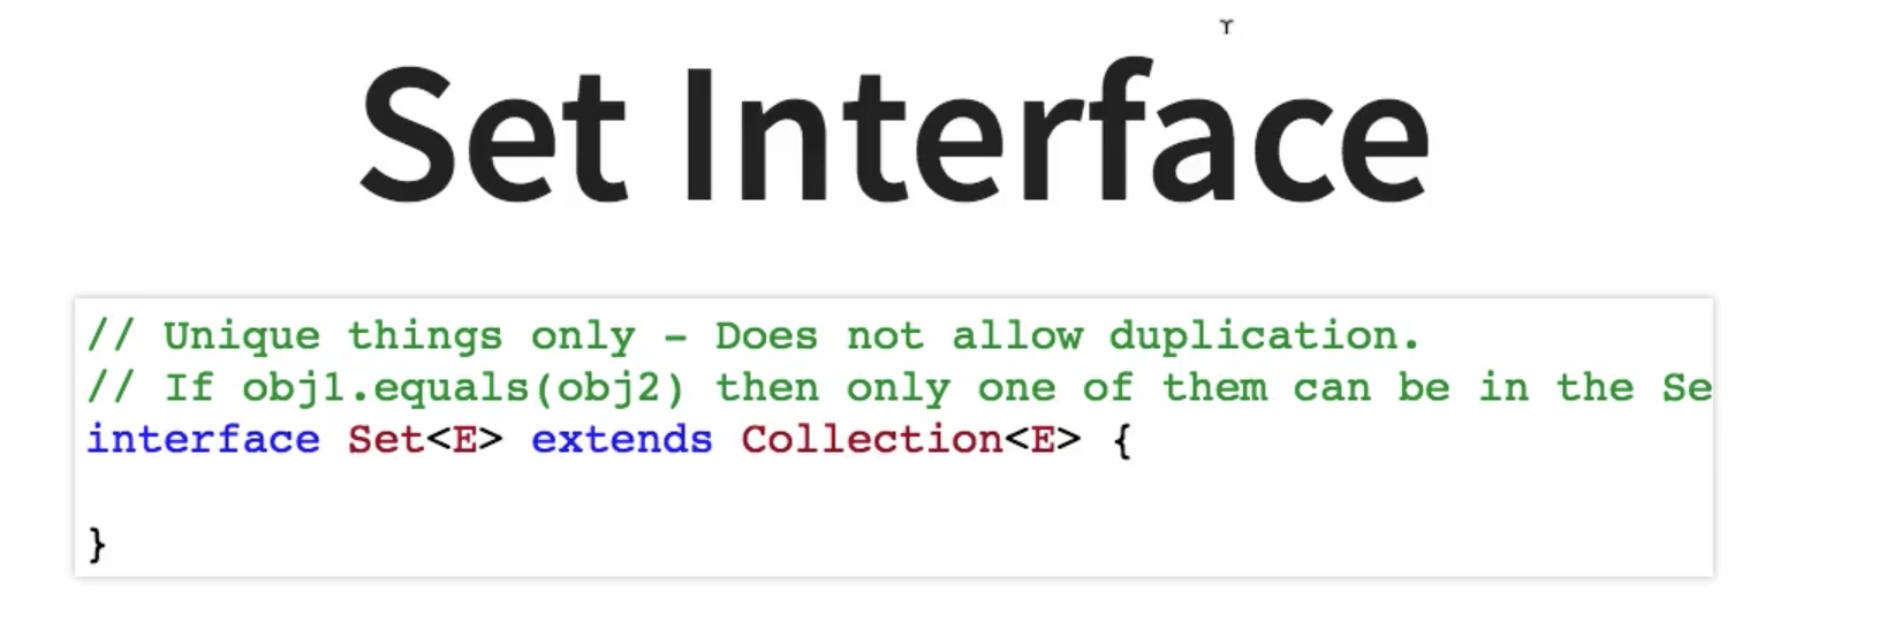 Set Interface
// Unique things only – Does not allow duplication.
// If obj1.equals(obj2) then only one of them can be in the Se
interface Set<E> extends Collection<E> {
}